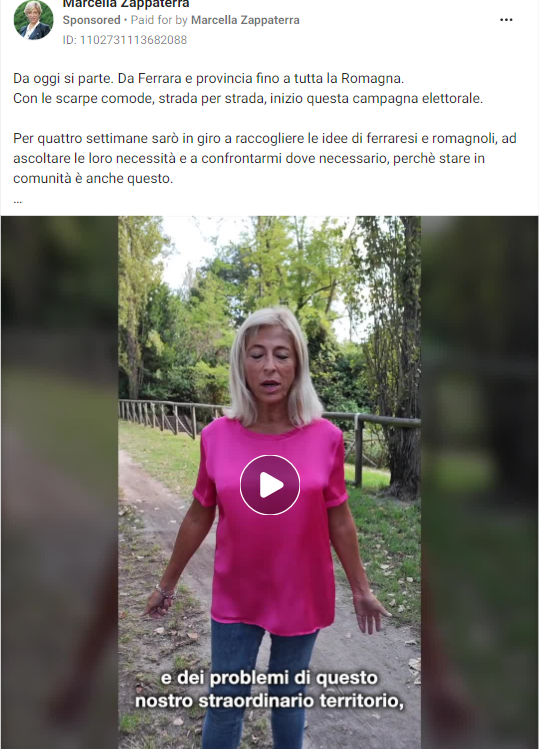 Marcella Zappaterra
Sponsored • Paid for by Marcella Zappaterra
ID: 1102731113682088
Da oggi si parte. Da Ferrara e provincia fino a tutta la Romagna.
Con le scarpe comode, strada per strada, inizio questa campagna elettorale.
Per quattro settimane sarò in giro a raccogliere le idee di ferraresi e romagnoli, ad
ascoltare le loro necessità e a confrontarmi dove necessario, perchè stare in
comunità è anche questo.
...
e dei problemi di questo
nostro straordinario territorio,